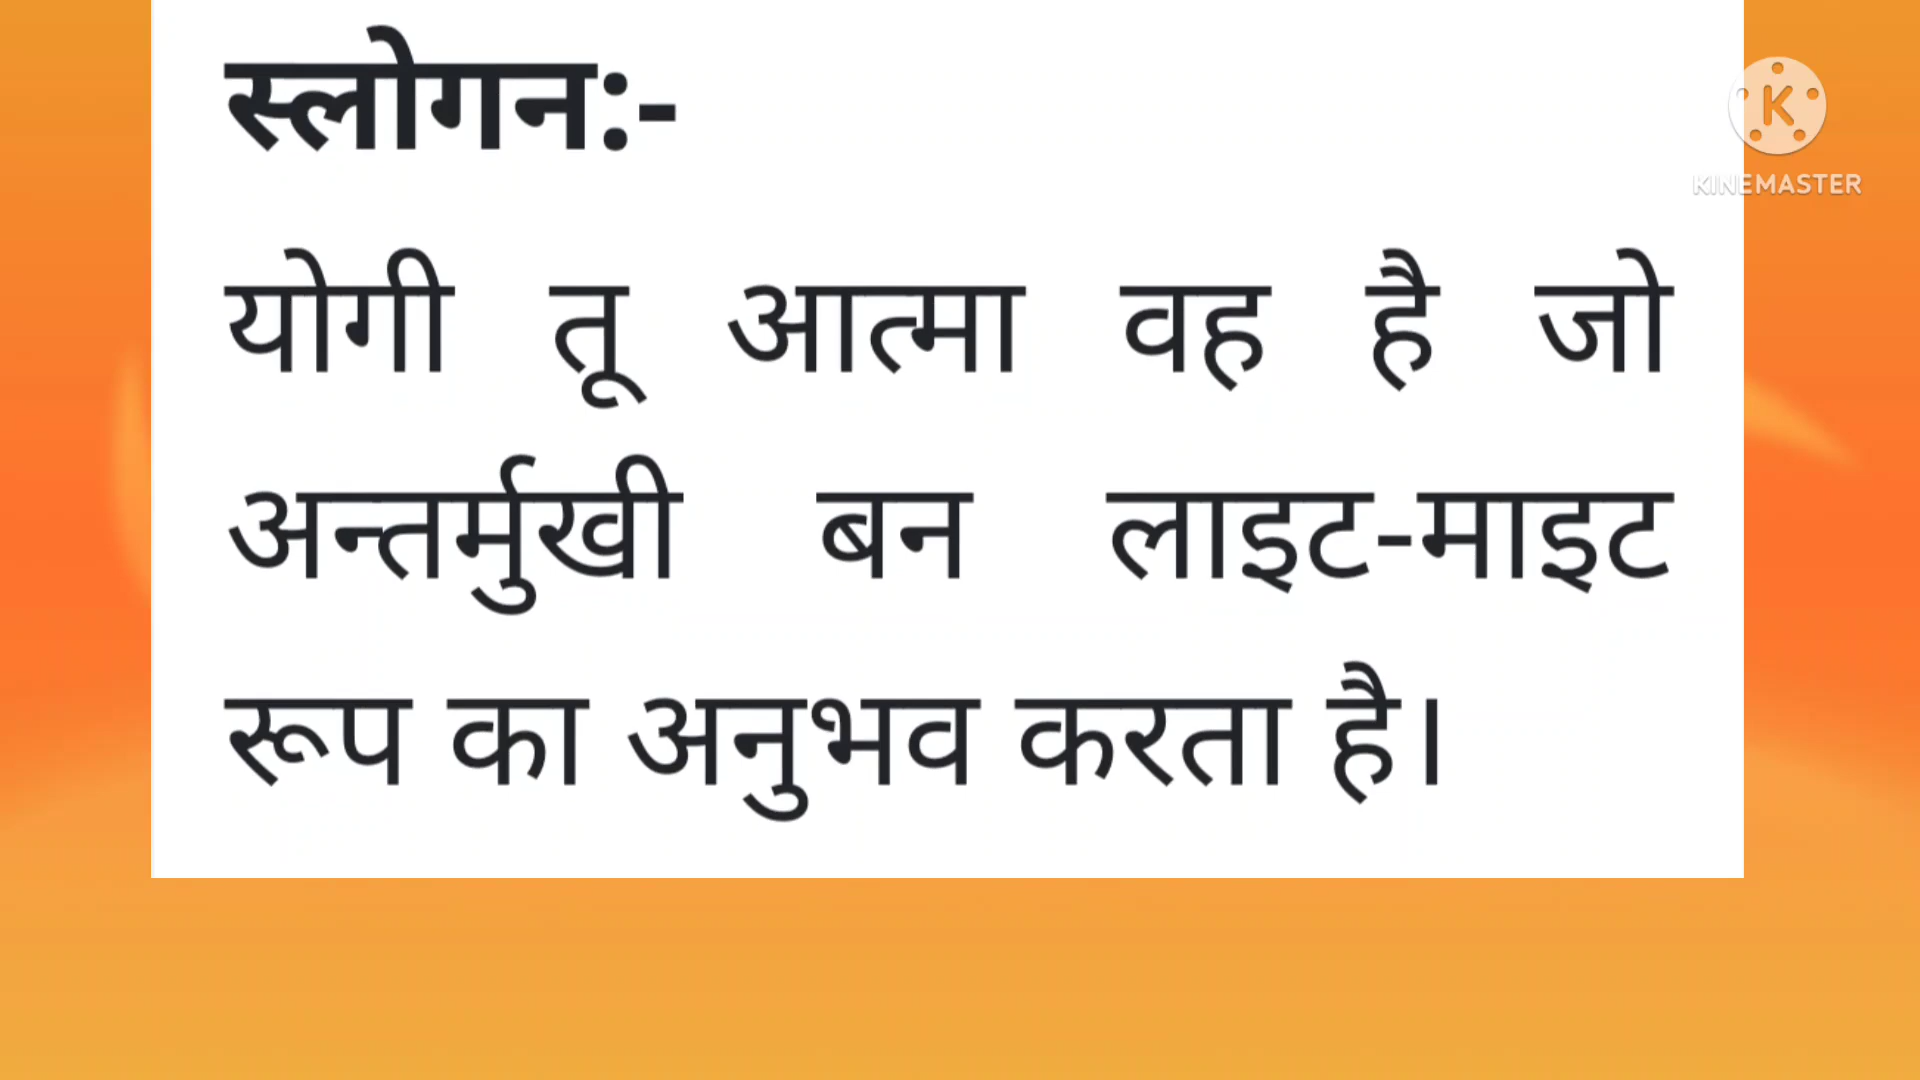 स्लोगन:-
योगी तू आत्मा वह है जो
अन्तर्मुखी बन लाइट-माइट
रूप का अनुभव करता है।
K
KINEMASTER